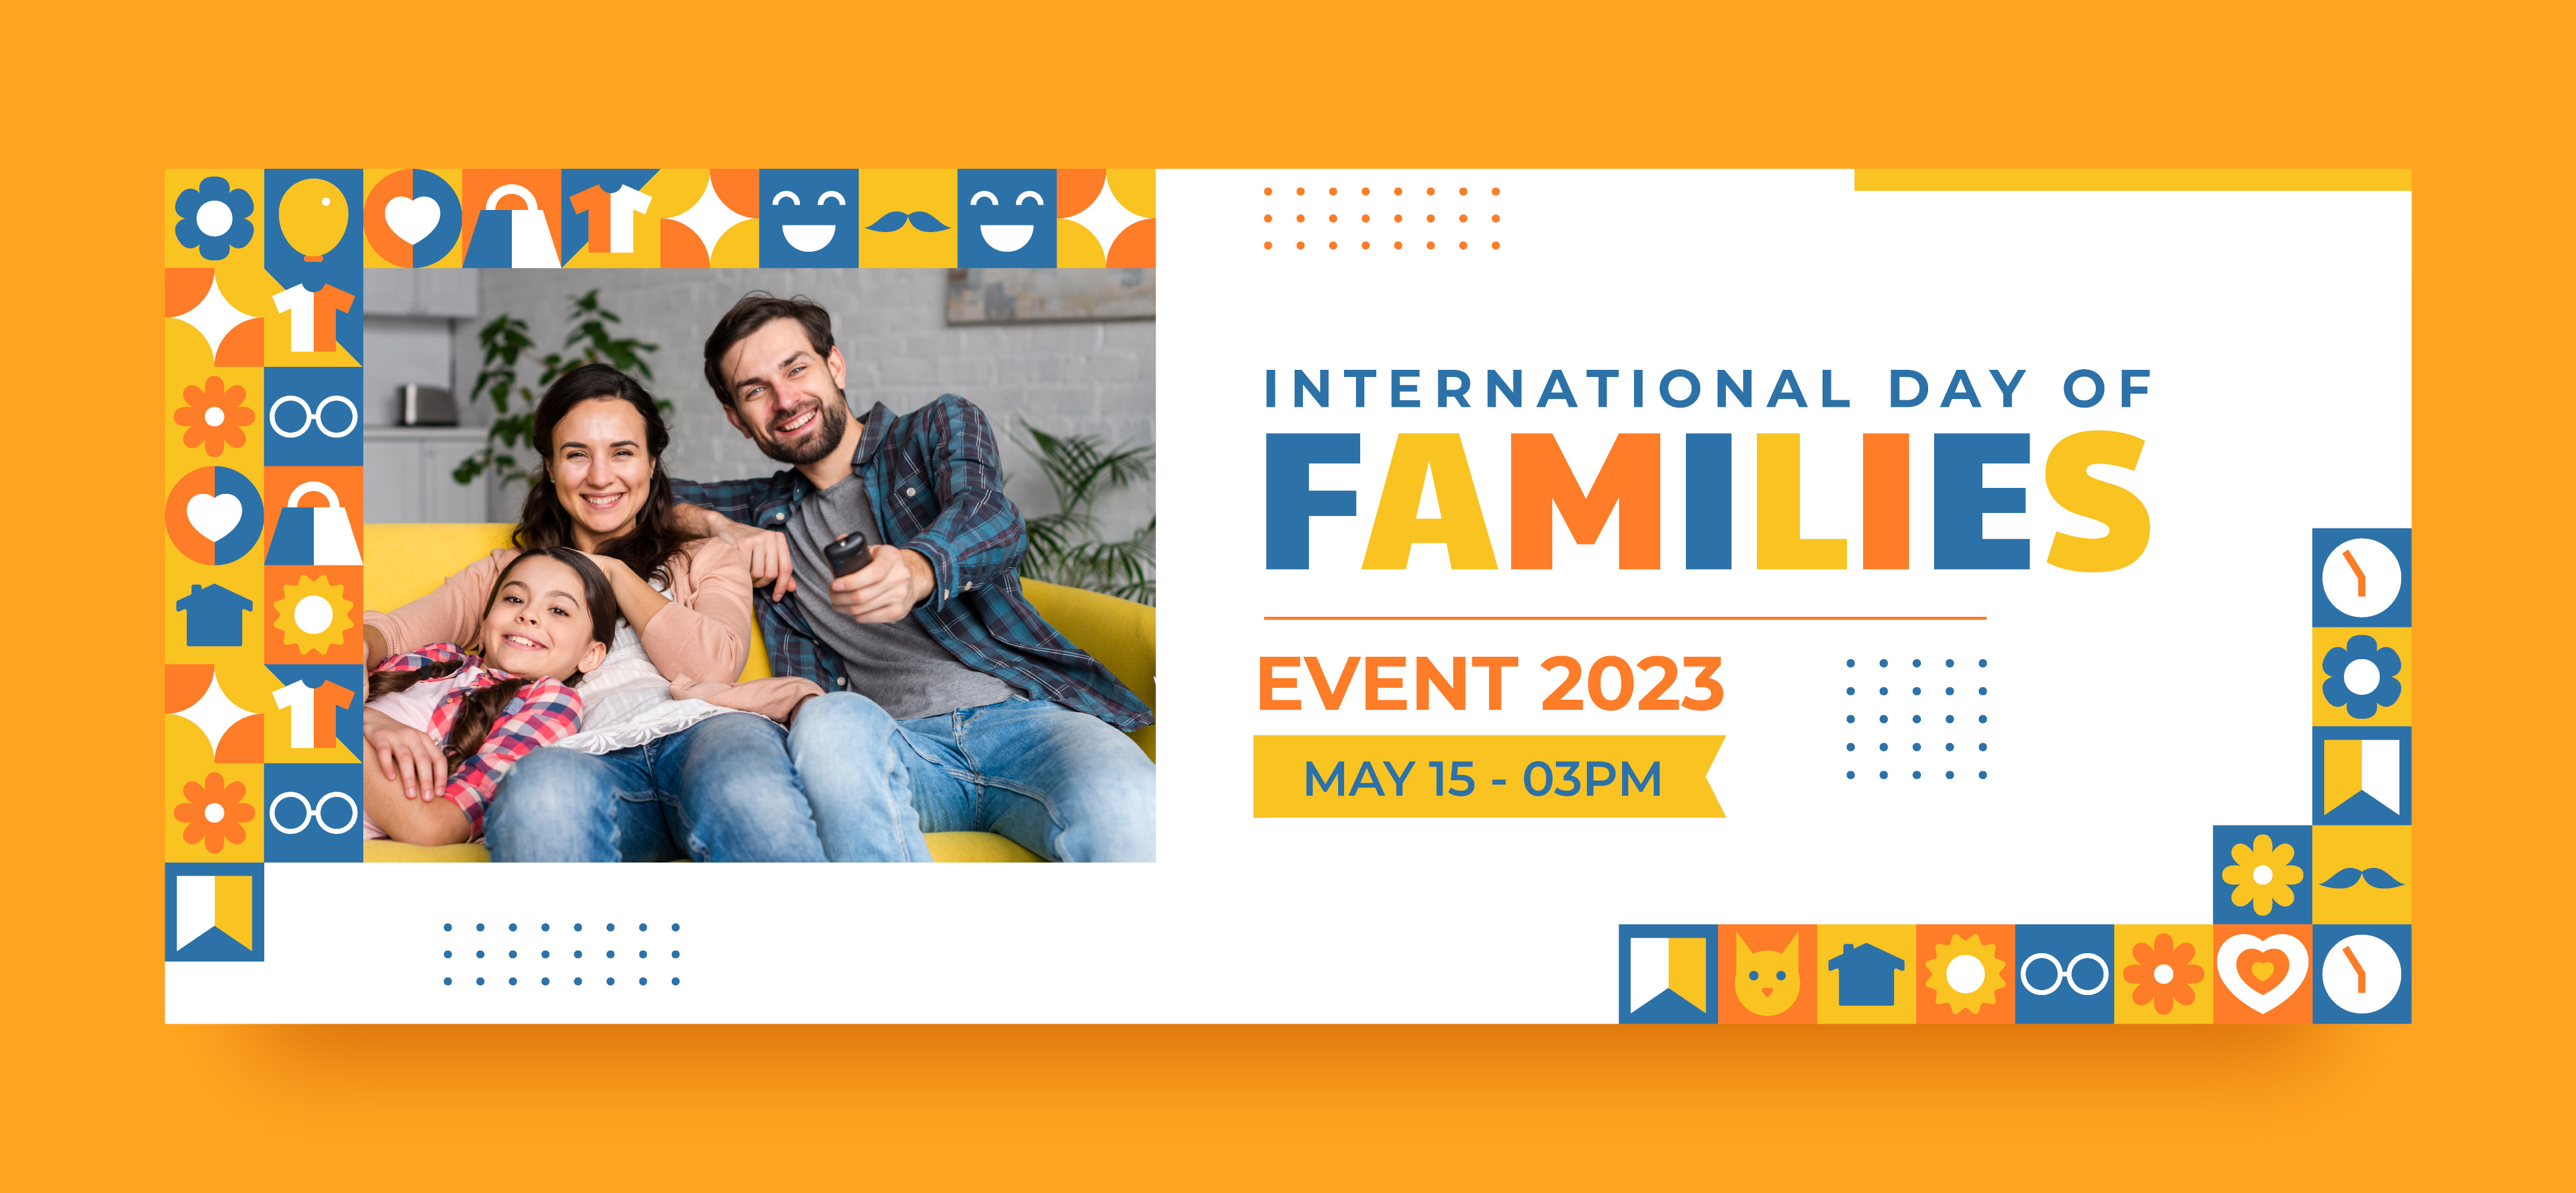 INTERNATIONAL DAY OF
FAMILIES
EVENT 2023
MAY 15 - 03PM